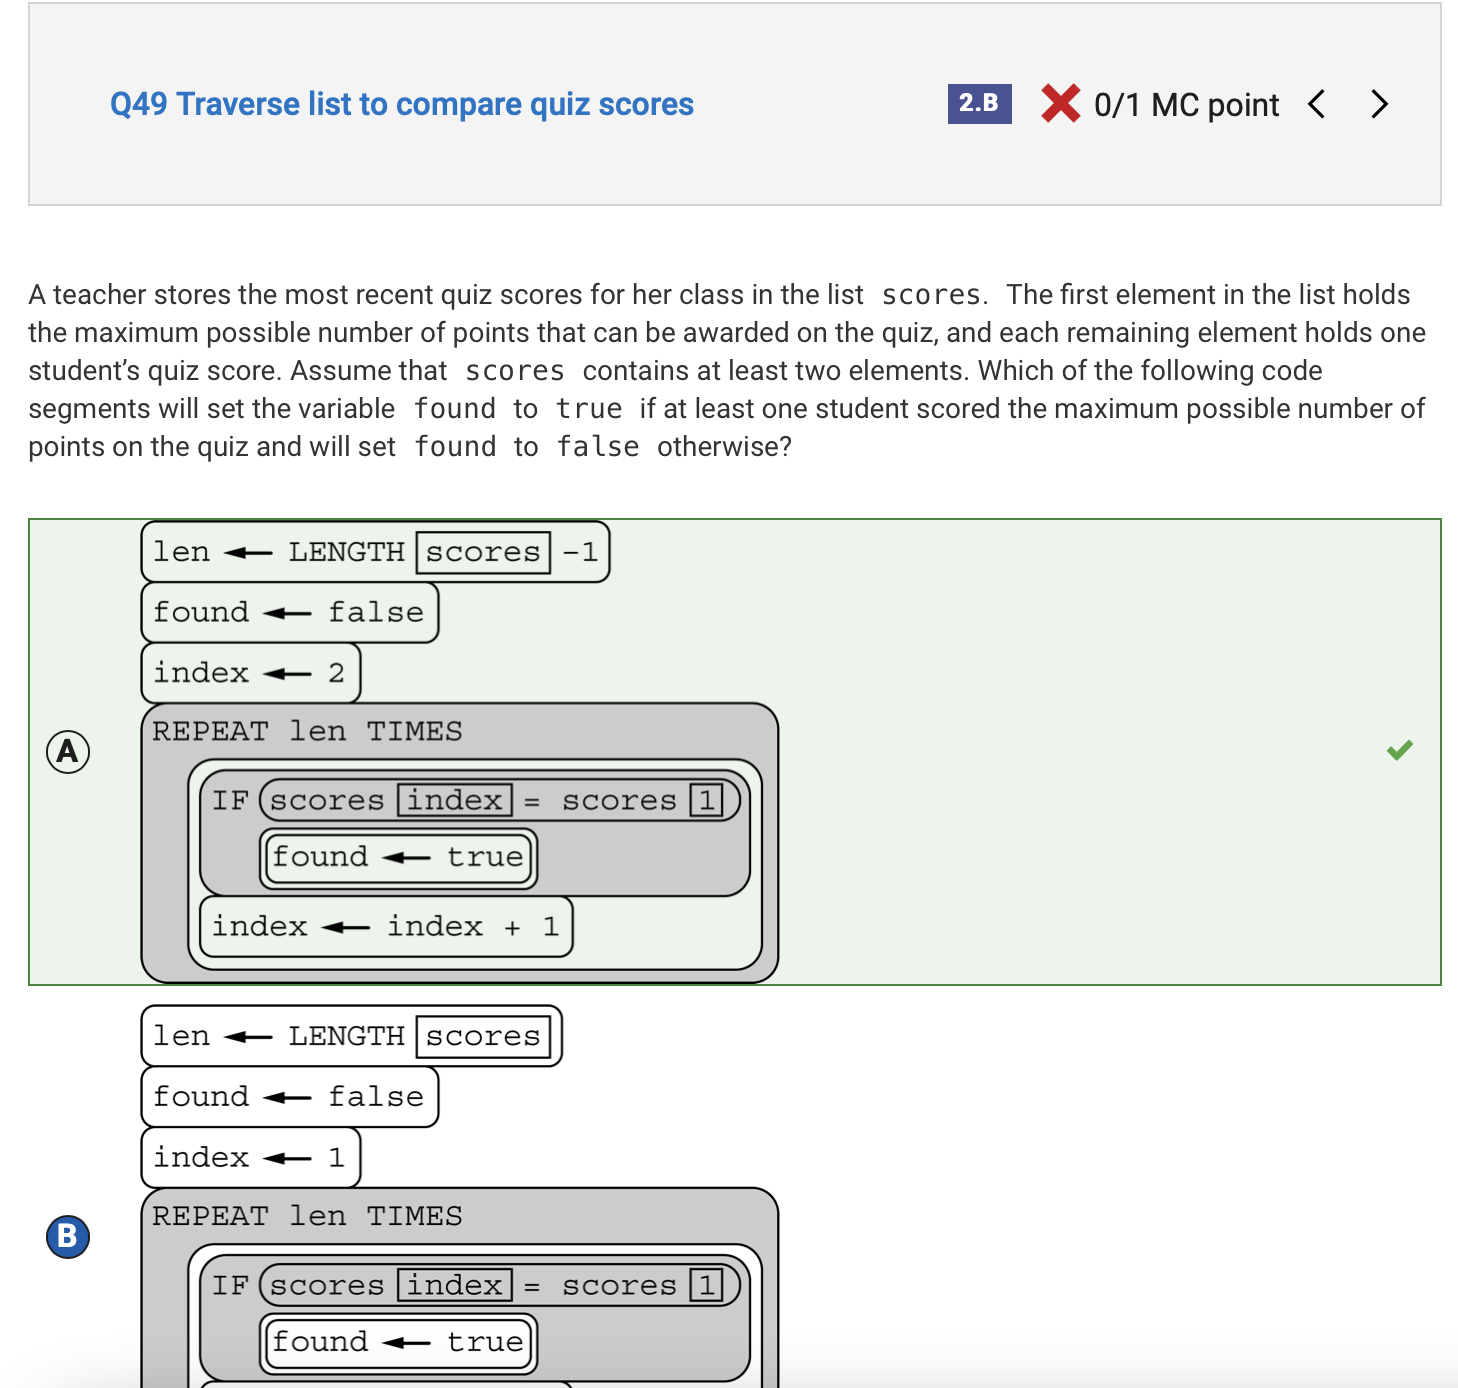 Q49 Traverse list to compare quiz scores 2.B 0/1 MC point
A teacher stores the most recent quiz scores for her class in the list scores. The first element in the list holds
the maximum possible number of points that can be awarded on the quiz, and each remaining element holds one
student’s quiz score. Assume that scores contains at least two elements. Which of the following code
segments will set the variable found to true if at least one student scored the maximum possible number of
points on the quiz and will set found to false otherwise?
len ← LENGTH scores -1
found ← false
index ← 2
REPEAT len TIMES
A
IF scores index = scores 1
found ← true
index ← index + 1
len ← LENGTH scores
found ← false
index ← 1
REPEAT len TIMES
B
IF scores index = scores 1
found ← true